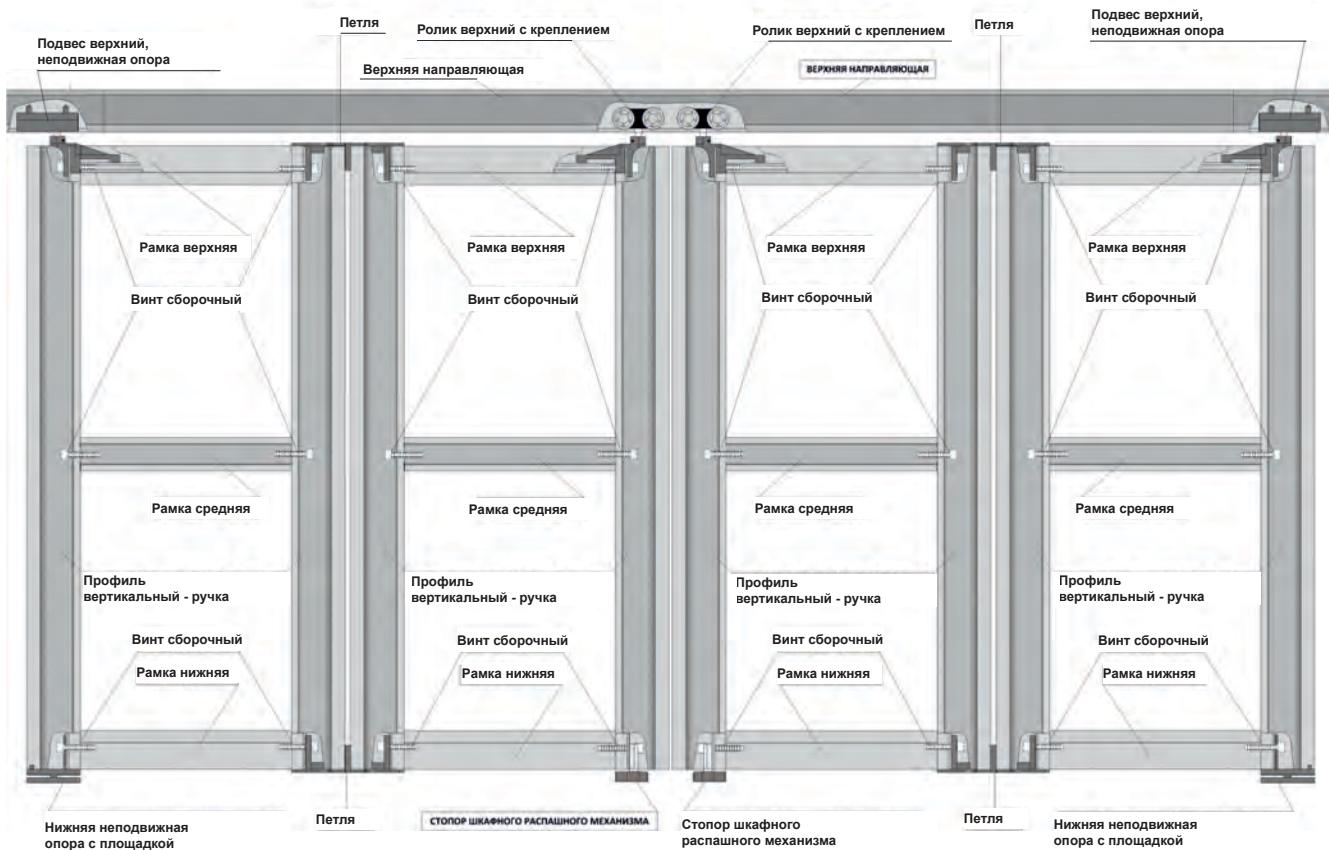 Петля
Ролик верхний с креплением
Петля
Подвес верхний,
неподвижная опора
Подвес верхний,
неподвижная опора
Ролик верхний с креплением
Верхняя направляющая
ВЕРХНЯЯ НАПРАВЛЯЮЩАЯ
Рамка верхняя
Рамка верхняя
Рамка верхняя
Рамка верхняя
Винт сборочный
Винт сборочный
Винт сборочный
Винт сборочный
Рамка средняя
Рамка средняя
Рамка средняя
Рамка средняя
Профиль
вертикальный - ручка
Профиль
вертикальный - ручка
Профиль
вертикальный - ручка
Профиль
вертикальный - ручка
Винт сборочный
Винт сборочный
Винт сборочный
Винт сборочный
Рамка нижняя
Рамка нижняя
Рамка нижняя
Рамка нижняя
Нижняя неподвижная
опора с площадкой
Петля
СТОПОР ШКАФНОГО РАСПАШНОГО МЕХАНИЗМА
Стопор шкафного
распашного механизма
Петля
Нижняя неподвижная
опора с площадкой